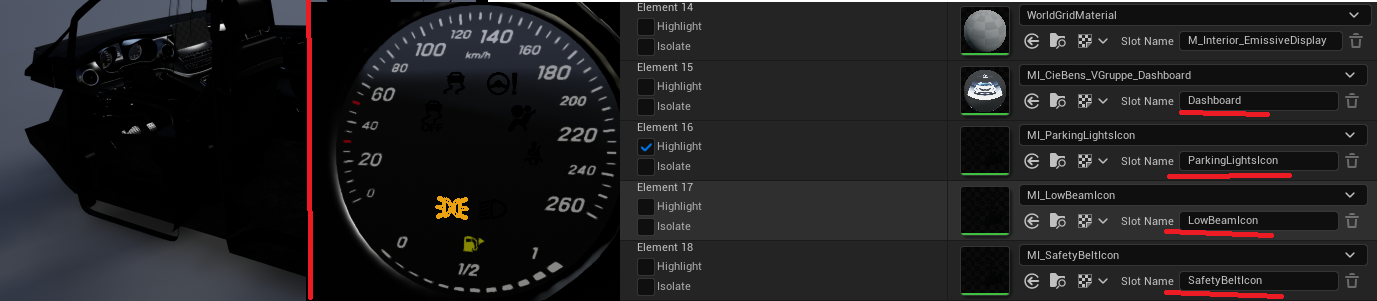 120
140
100
km/h
160
80
180
60
200
OFF
40
220
20
240
0
260
0
1/2
1
Element 14
Highlight
Isolate
WorldGridMaterial
Slot Name M_Interior_EmissiveDisplay
Element 15
Highlight
Isolate
MI_CieBens_VGruppe_Dashboard
Slot Name Dashboard
Element 16
Highlight
Isolate
MI_ParkingLightsIcon
Slot Name ParkingLightsIcon
Element 17
Highlight
Isolate
MI_LowBeamIcon
Slot Name LowBeamIcon
Element 18
Highlight
Isolate
MI_SafetyBeltIcon
Slot Name SafetyBeltIcon